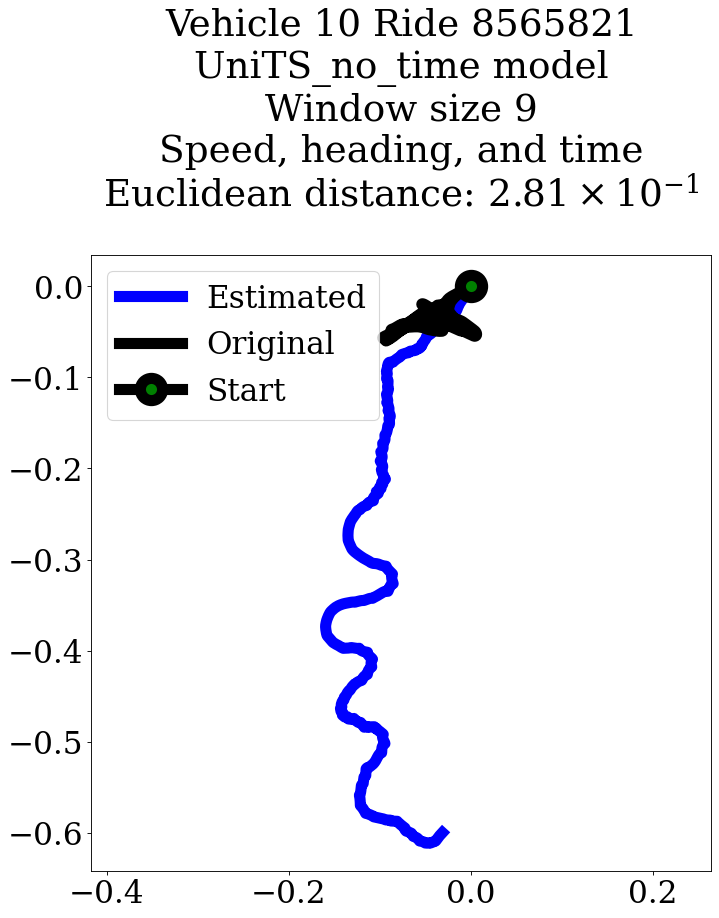 Vehicle 10 Ride 8565821
UniTS_no_time model
Window size 9
Speed, heading, and time
Euclidean distance: 2.81 × 10⁻¹
Estimated
Original
Start
0.0
−0.1
−0.2
−0.3
−0.4
−0.5
−0.6
−0.4 −0.2 0.0 0.2